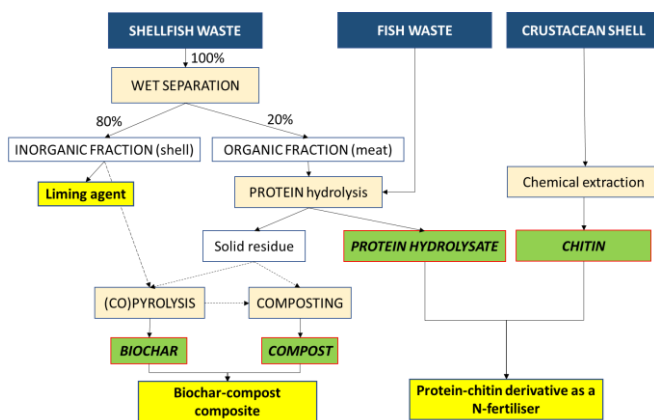 SHELLFISH WASTE
FISH WASTE
CRUSTACEAN SHELL
100%
WET SEPARATION
80%
20%
INORGANIC FRACTION (shell)
ORGANIC FRACTION (meat)
Liming agent
PROTEIN hydrolysis
Chemical extraction
Solid residue
PROTEIN HYDROLYSATE
CHITIN
(CO)PYROLYSIS
COMPOSTING
BIOCHAR
COMPOST
Biochar-compost
composite
Protein-chitin derivative as a
N-fertiliser